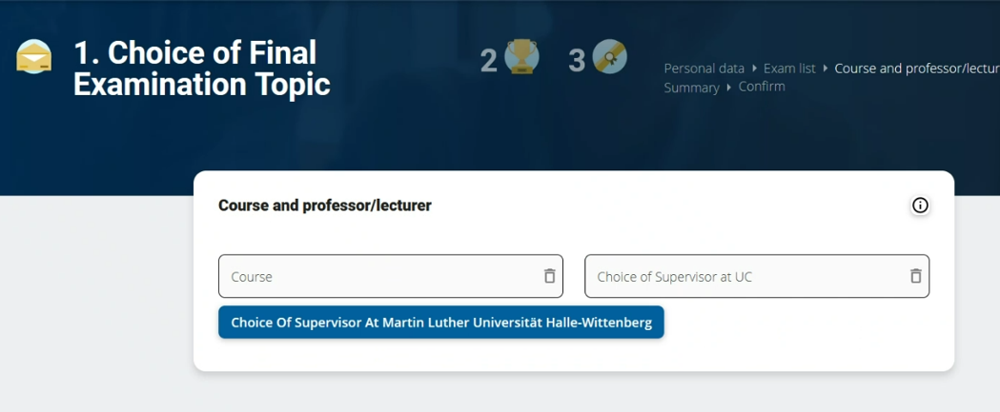 1. Choice of Final
Examination Topic
2
3
Personal data Exam list Course and professor/lectur
Summary Confirm
Course and professor/lecturer
Course
Choice of Supervisor at UC
Choice Of Supervisor At Martin Luther Universität Halle-Wittenberg